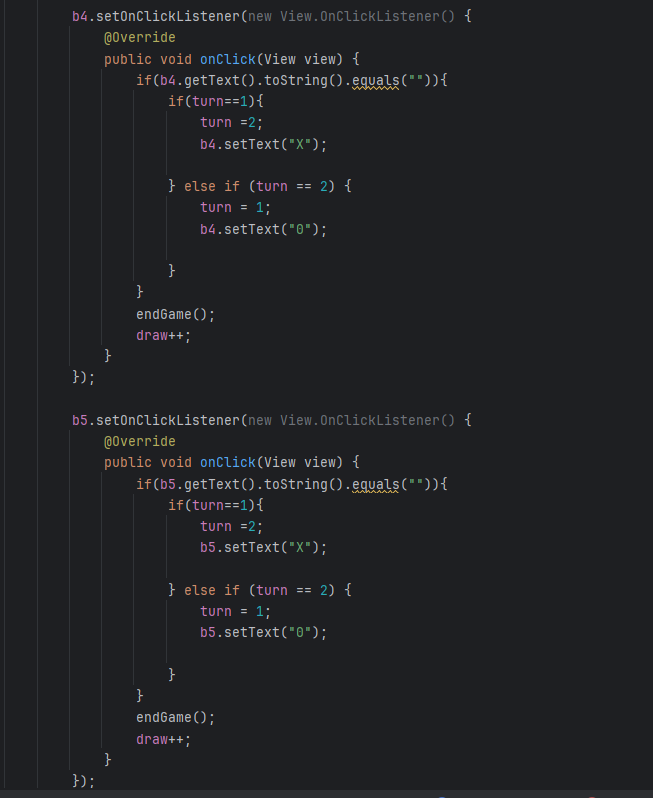 b4.setOnClickListener(new View.OnClickListener() {
@Override
public void onClick(View view) {
if(b4.getText().toString().equals("")){
if(turn==1){
turn =2;
b4.setText("X");
} else if (turn == 2) {
turn = 1;
b4.setText("0");
}
}
endGame();
draw++;
}
});
b5.setOnClickListener(new View.OnClickListener() {
@Override
public void onClick(View view) {
if(b5.getText().toString().equals("")){
if(turn==1){
turn =2;
b5.setText("X");
} else if (turn == 2) {
turn = 1;
b5.setText("0");
}
}
endGame();
draw++;
}
});